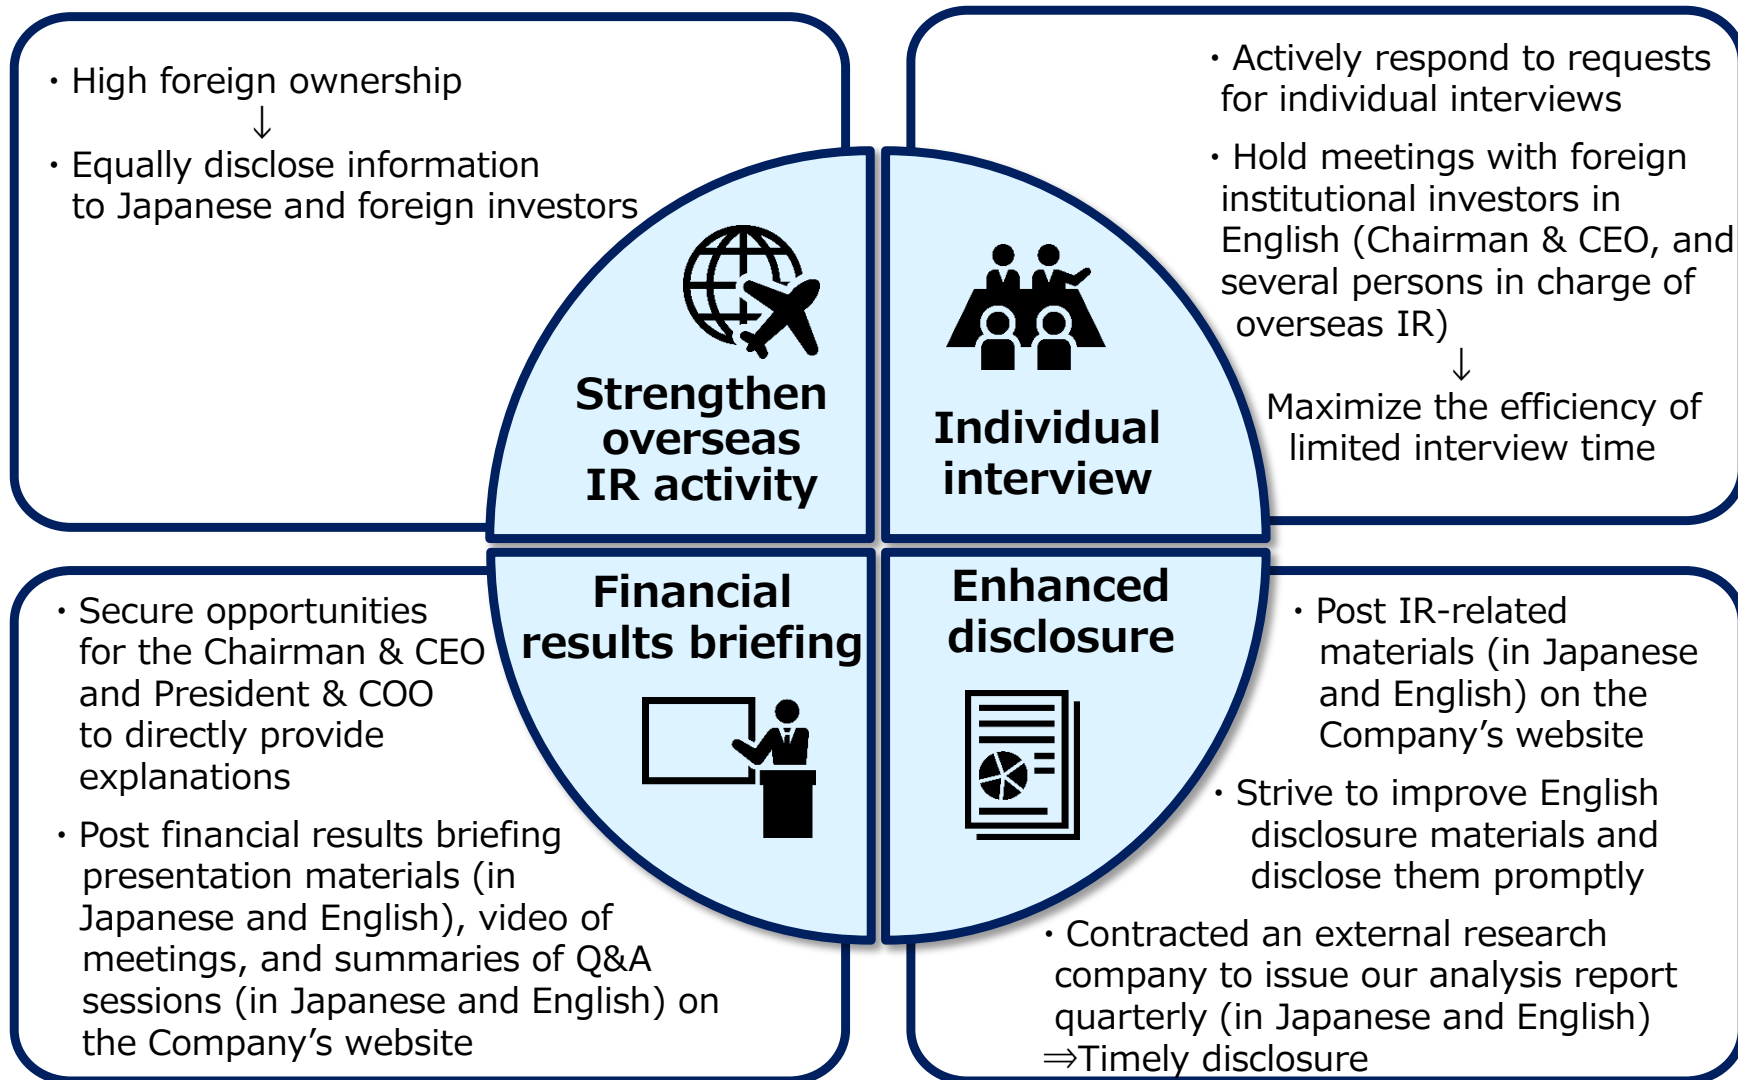 ・High foreign ownership
↓
・Equally disclose information
to Japanese and foreign investors
Strengthen
overseas
IR activity
・Actively respond to requests
for individual interviews
・Hold meetings with foreign
institutional investors in
English (Chairman & CEO, and
several persons in charge of
overseas IR)
↓
Maximize the efficiency of
limited interview time
Individual
interview
Financial
results briefing
・Secure opportunities
for the Chairman & CEO
and President & COO
to directly provide
explanations
・Post financial results briefing
presentation materials (in
Japanese and English), video of
meetings, and summaries of Q&A
sessions (in Japanese and English) on
the Company’s website
Enhanced
disclosure
・Post IR-related
materials (in Japanese
and English) on the
Company’s website
・Strive to improve English
disclosure materials and
disclose them promptly
・Contracted an external research
company to issue our analysis report
quarterly (in Japanese and English)
⇒Timely disclosure